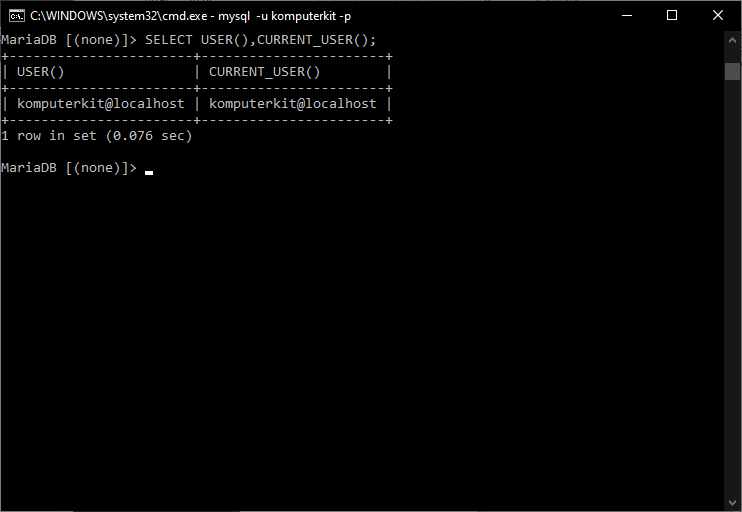 C:\WINDOWS\system32\cmd.exe - mysql  -u komputerkit -p
MariaDB [(none)]> SELECT USER(),CURRENT_USER();
+-----------------------+-----------------------+
| USER()                | CURRENT_USER()        |
+-----------------------+-----------------------+
| komputerkit@localhost | komputerkit@localhost |
+-----------------------+-----------------------+
1 row in set (0.076 sec)
MariaDB [(none)]>